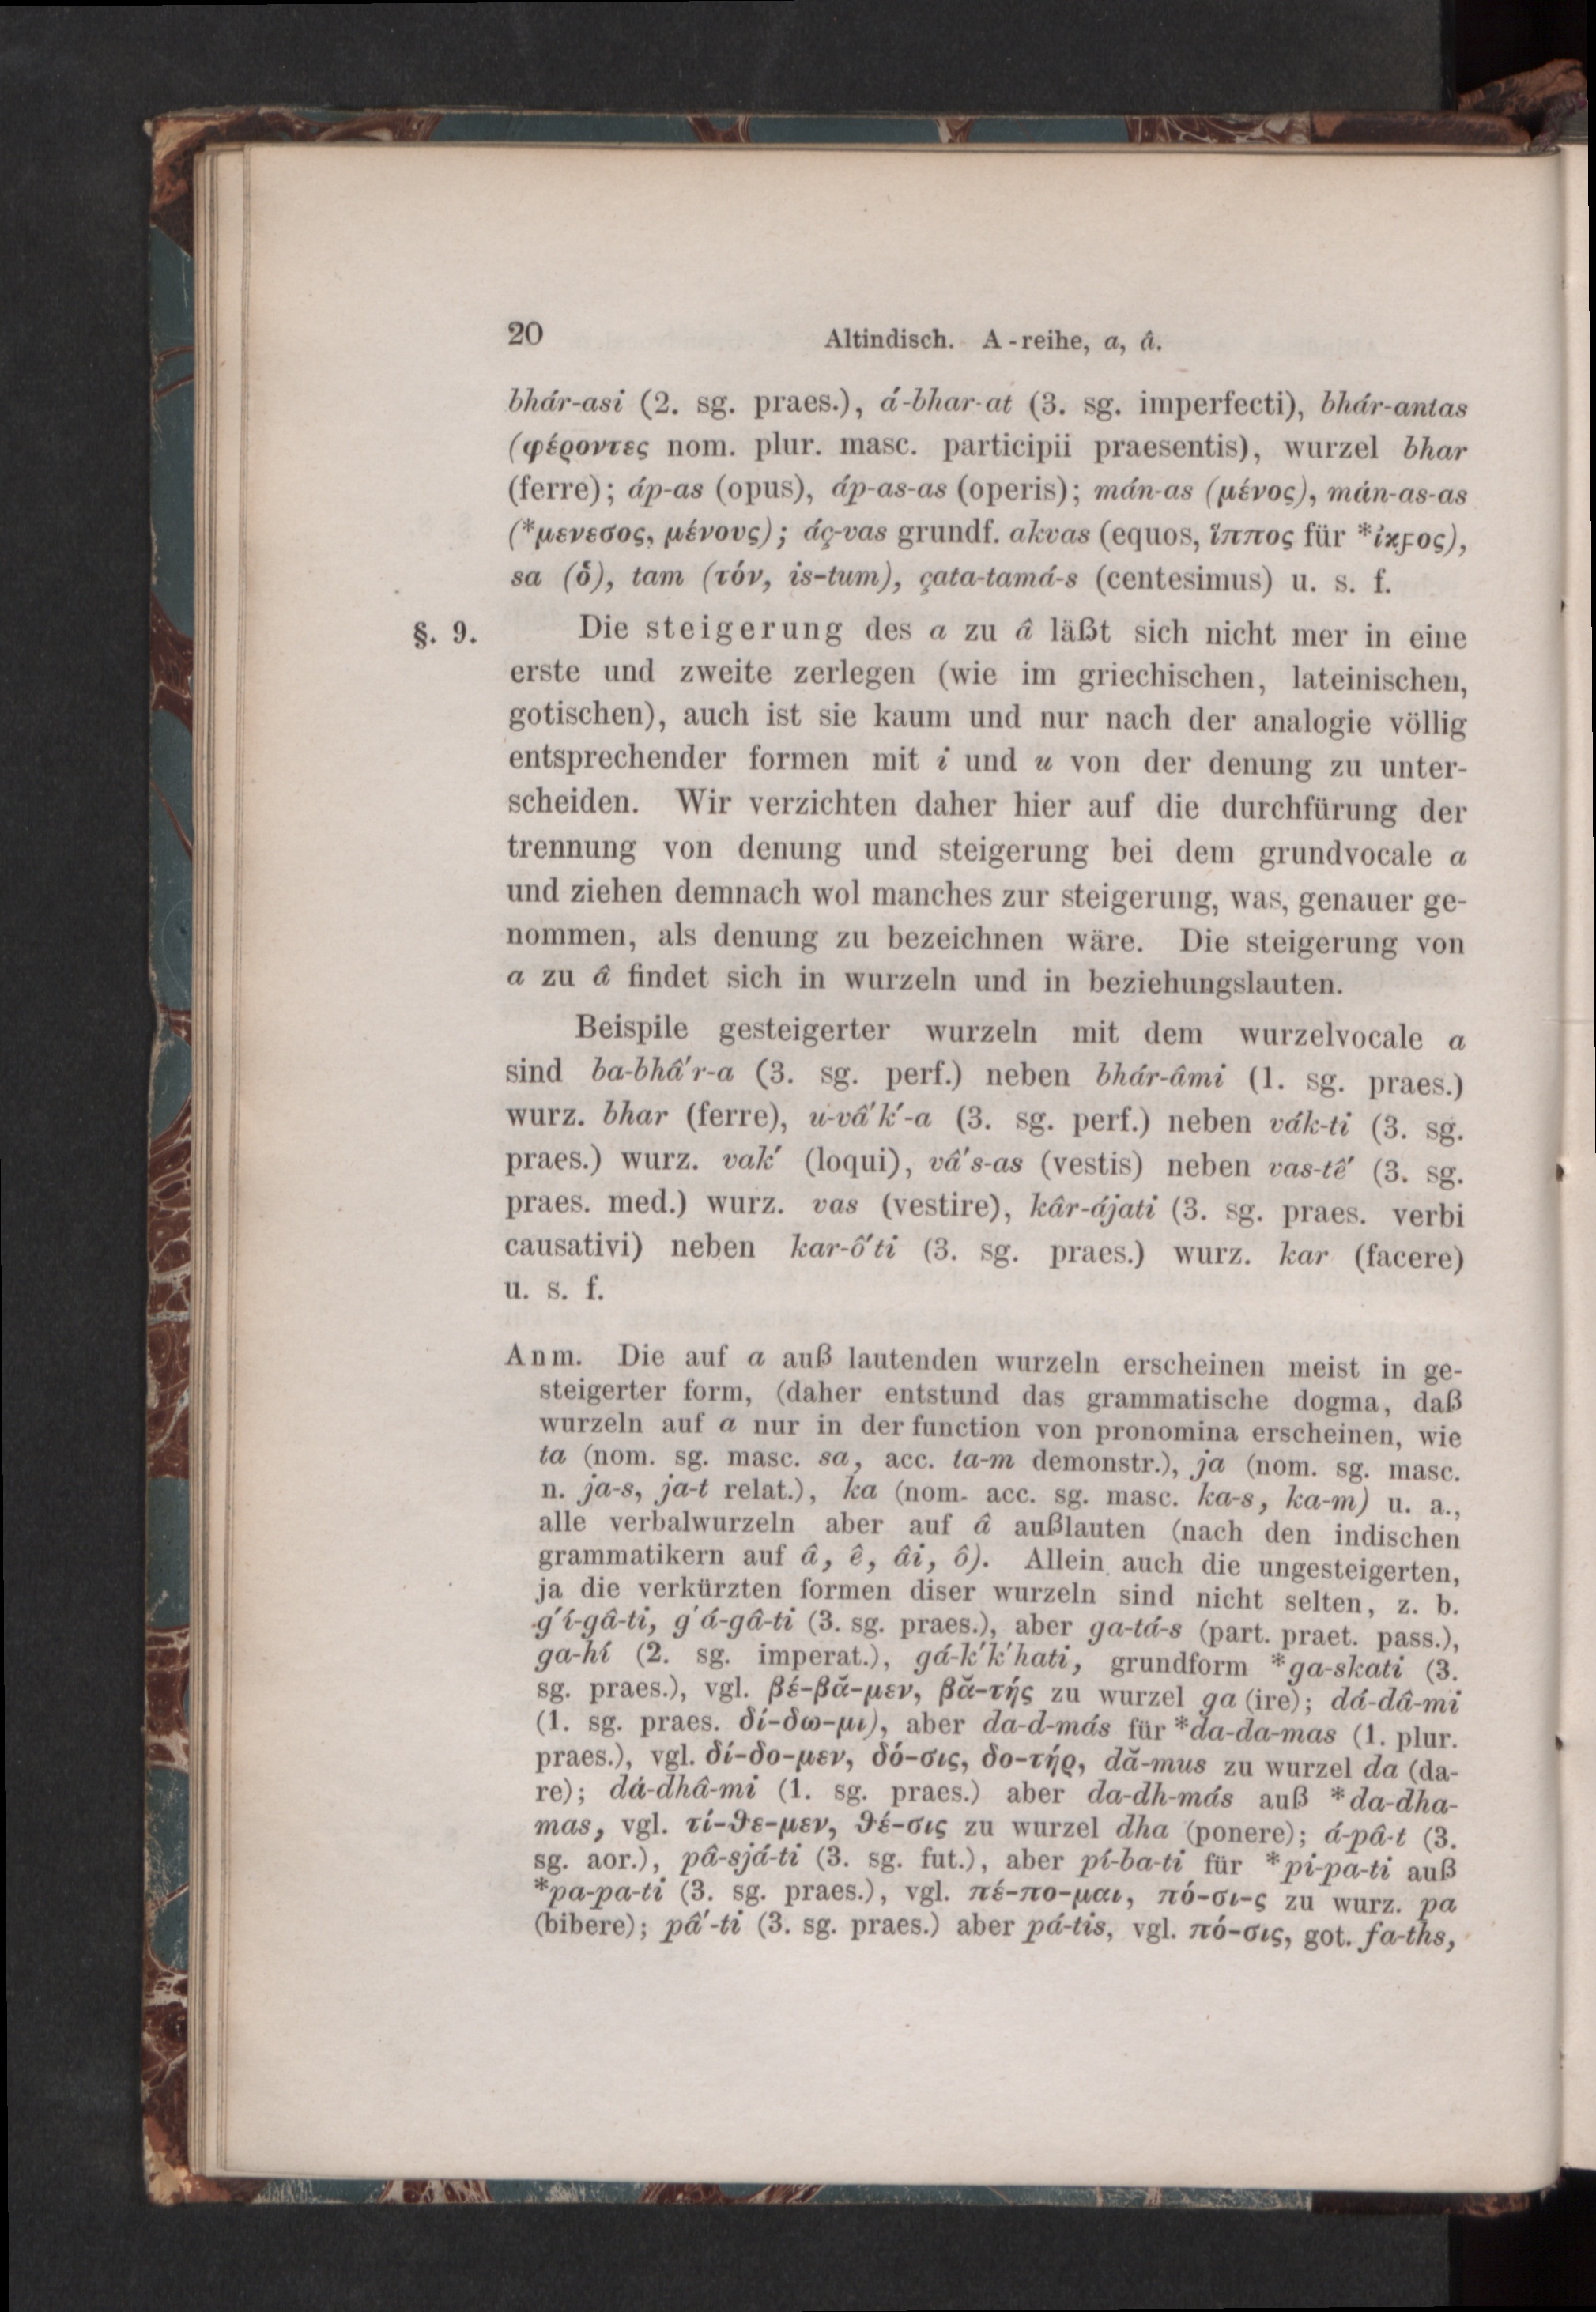 20 Altindisch. A-reihe, a, â.
bhár-asi (2. sg. praes.), á-bhar-at (3. sg. imperfecti), bhár-antas
(φέροντες nom. plur. masc. participii praesentis), wurzel bhar
(ferre); áp-as (opus), áp-as-as (operis); mán-as (μένος), mán-as-as
(*μενεσος, μένους); áç-vas grundf. akvas (equos, ἵππος für *ἰκϝος),
sa (ὁ), tam (τόν, is-tum), çata-tamá-s (centesimus) u. s. f.
§. 9. Die steigerung des a zu â läßt sich nicht mer in eine
erste und zweite zerlegen (wie im griechischen, lateinischen,
gotischen), auch ist sie kaum und nur nach der analogie völlig
entsprechender formen mit i und u von der denung zu unter-
scheiden. Wir verzichten daher hier auf die durchfürung der
trennung von denung und steigerung bei dem grundvocale a
und ziehen demnach wol manches zur steigerung, was, genauer ge-
nommen, als denung zu bezeichnen wäre. Die steigerung von
a zu â findet sich in wurzeln und in beziehungslauten.
Beispile gesteigerter wurzeln mit dem wurzelvocale a
sind ba-bhấr-a (3. sg. perf.) neben bhár-âmi (1. sg. praes.)
wurz. bhar (ferre), u-vấḱ-a (3. sg. perf.) neben vák-ti (3. sg.
praes.) wurz. vaḱ (loqui), vấs-as (vestis) neben vas-tế (3. sg.
praes. med.) wurz. vas (vestire), kâr-ájati (3. sg. praes. verbi
causativi) neben kar-ố́ti (3. sg. praes.) wurz. kar (facere)
u. s. f.
Anm. Die auf a auß lautenden wurzeln erscheinen meist in ge-
steigerter form, (daher entstund das grammatische dogma, daß
wurzeln auf a nur in der function von pronomina erscheinen, wie
ta (nom. sg. masc. sa, acc. ta-m demonstr.), ja (nom. sg. masc.
n. ja-s, ja-t relat.), ka (nom. acc. sg. masc. ka-s, ka-m) u. a.,
alle verbalwurzeln aber auf â außlauten (nach den indischen
grammatikern auf â, ê, âi, ô). Allein auch die ungesteigerten,
ja die verkürzten formen diser wurzeln sind nicht selten, z. b.
ǵí-gâ-ti, ǵá-gâ-ti (3. sg. praes.), aber ga-tá-s (part. praet. pass.),
ga-hí (2. sg. imperat.), gá-ḱḱhati, grundform *ga-skati (3.
sg. praes.), vgl. βέ-βᾰ-μεν, βᾰ-τής zu wurzel ga (ire); dá-dâ-mi
(1. sg. praes. δί-δω-μι), aber da-d-más für *da-da-mas (1. plur.
praes.), vgl. δί-δο-μεν, δό-σις, δο-τήρ, dă-mus zu wurzel da (da-
re); dá-dhâ-mi (1. sg. praes.) aber da-dh-más auß *da-dha-
mas, vgl. τί-θε-μεν, θέ-σις zu wurzel dha (ponere); á-pâ-t (3.
sg. aor.), pâ-sjá-ti (3. sg. fut.), aber pí-ba-ti für *pi-pa-ti auß
*pa-pa-ti (3. sg. praes.), vgl. πέ-πο-μαι, πό-σι-ς zu wurz. pa
(bibere); pấ-ti (3. sg. praes.) aber pá-tis, vgl. πό-σις, got. fa-ths,